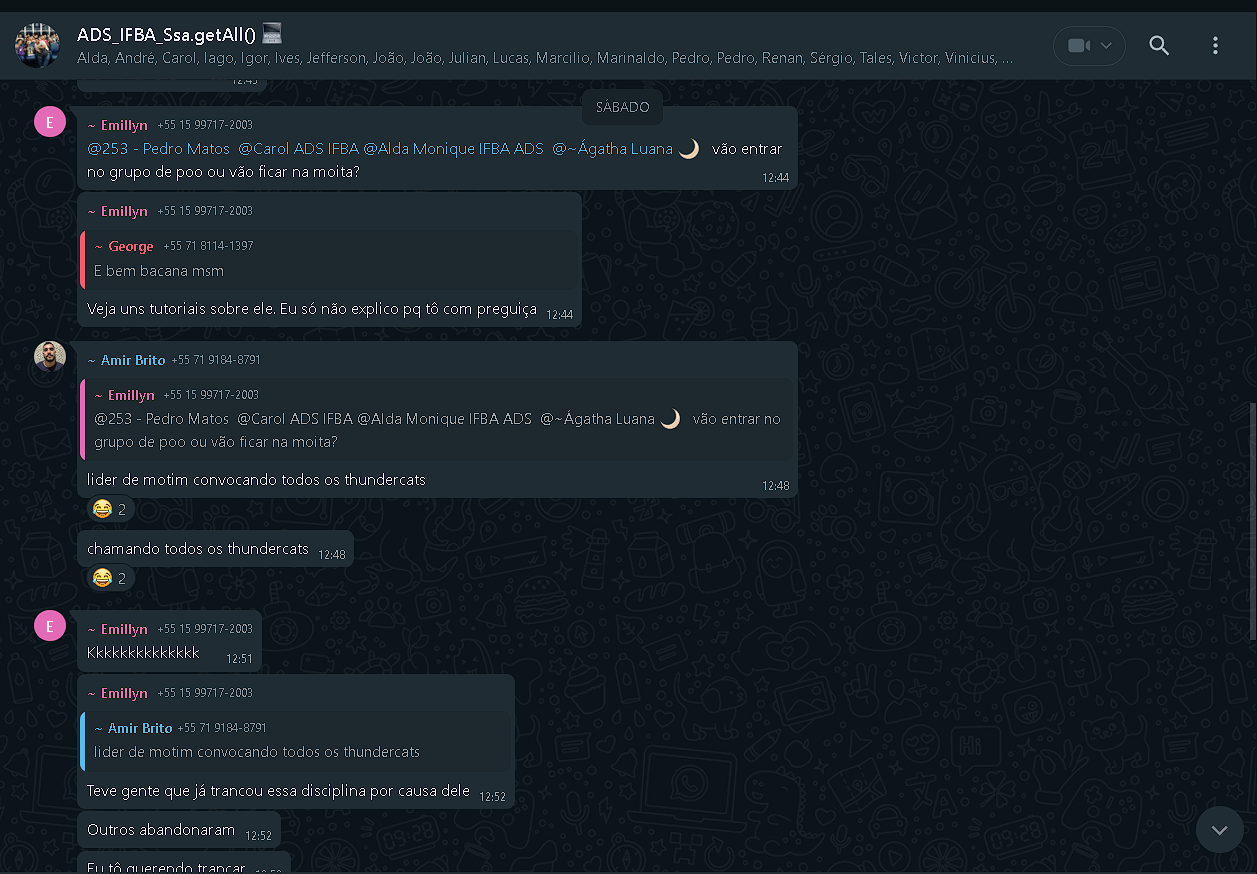 ADS_IFBA_Ssa.getAll() 💻
Alda, André, Carol, Iago, Igor, Ives, Jefferson, João, João, Julian, Lucas, Marcilio, Marinaldo, Pedro, Pedro, Renan, Sérgio, Tales, Victor, Vinicius, ...
SÁBADO
E
~ Emillyn +55 15 99717-2003
@253 - Pedro Matos @Carol ADS IFBA @Alda Monique IFBA ADS @~Ágatha Luana 🌙 vão entrar
no grupo de poo ou vão ficar na moita?
12:44
~ Emillyn +55 15 99717-2003
~ George +55 71 8114-1397
E bem bacana msm
Veja uns tutoriais sobre ele. Eu só não explico pq tô com preguiça 12:44
~ Amir Brito +55 71 9184-8791
~ Emillyn +55 15 99717-2003
@253 - Pedro Matos @Carol ADS IFBA @Alda Monique IFBA ADS @~Ágatha Luana 🌙 vão entrar no
grupo de poo ou vão ficar na moita?
lider de motim convocando todos os thundercats
12:48
😂 2
chamando todos os thundercats 12:48
😂 2
E
~ Emillyn +55 15 99717-2003
Kkkkkkkkkkkkkk 12:51
~ Emillyn +55 15 99717-2003
~ Amir Brito +55 71 9184-8791
lider de motim convocando todos os thundercats
Teve gente que já trancou essa disciplina por causa dele 12:52
Outros abandonaram 12:52
Eu tô querendo trancar